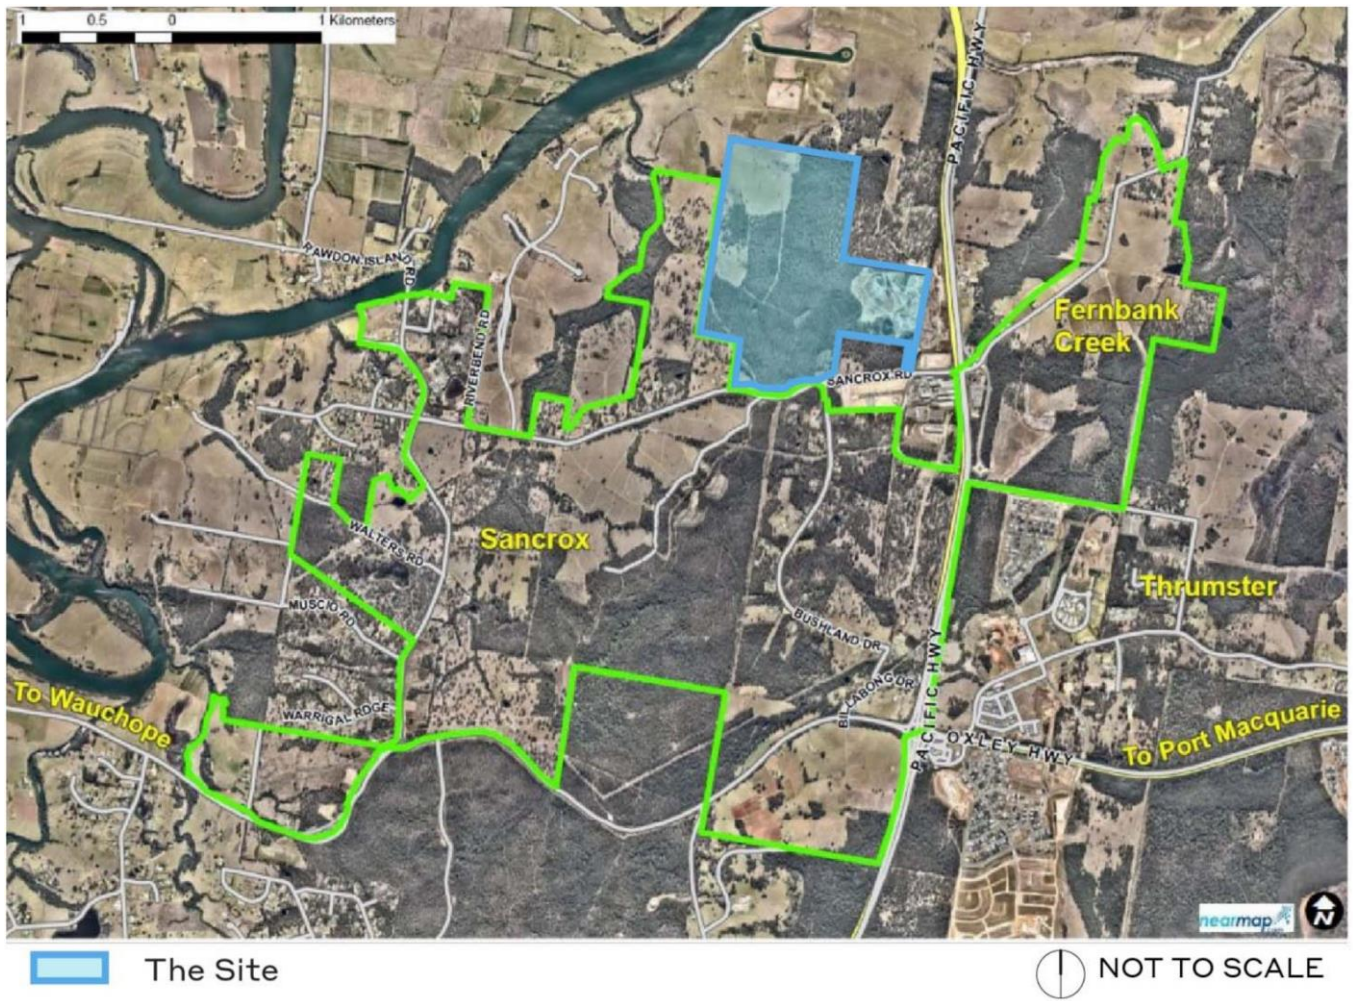 1 0.5 0 1 Kilometers
PACIFIC HWY
RAWDON ISLAND RD
RIVERBEND RD
Fernbank
Creek
SANCROX RD
Sancrox
WALTERS RD
Thrumster
MUSCIO RD
BUSHLAND DR
PACIFIC HWY
BILLABONG DR
To Wauchope
WARRIGAL RDGE
OXLEY HWY
To Port Macquarie
nearmap
N
The Site
NOT TO SCALE